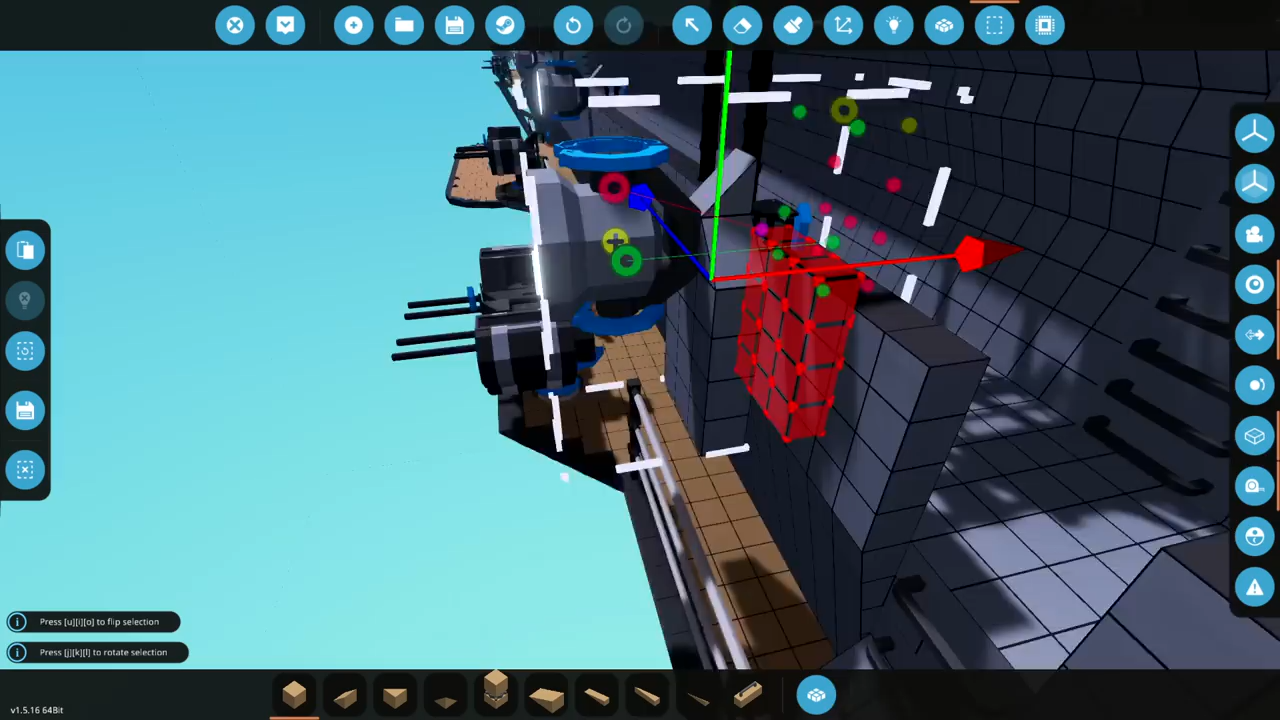 Press [u][i][o] to flip selection
Press [j][k][l] to rotate selection
v1.5.16 64Bit